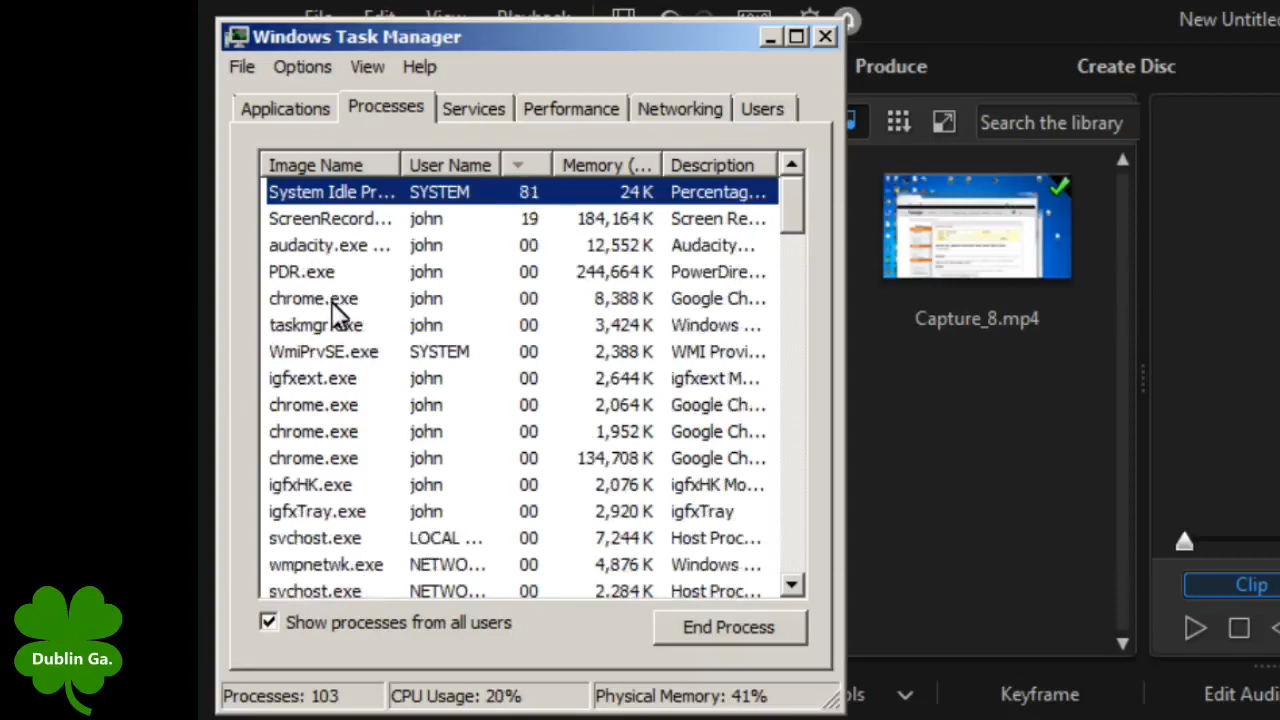 File Edit View Playback
New Untitle
Windows Task Manager
File Options View Help
Produce Create Disc
Applications Processes Services Performance Networking Users
Search the library
Image Name User Name Memory (... Description
System Idle Pr... SYSTEM 81 24 K Percentag...
ScreenRecord... john 19 184,164 K Screen Re...
audacity.exe ... john 00 12,552 K Audacity...
PDR.exe john 00 244,664 K PowerDire...
chrome.exe john 00 8,388 K Google Ch...
taskmgr.exe john 00 3,424 K Windows ...
WmiPrvSE.exe SYSTEM 00 2,388 K WMI Provi...
igfxext.exe john 00 2,644 K igfxext M...
chrome.exe john 00 2,064 K Google Ch...
chrome.exe john 00 1,952 K Google Ch...
chrome.exe john 00 134,708 K Google Ch...
igfxHK.exe john 00 2,076 K igfxHK Mo...
igfxTray.exe john 00 2,920 K igfxTray
svchost.exe LOCAL ... 00 7,244 K Host Proc...
wmpnetwk.exe NETWO... 00 4,876 K Windows ...
svchost.exe NETWO... 00 2,284 K Host Proc...
Capture_8.mp4
Clip
Show processes from all users End Process
Dublin Ga.
Processes: 103 CPU Usage: 20% Physical Memory: 41%
ols Keyframe Edit Audi